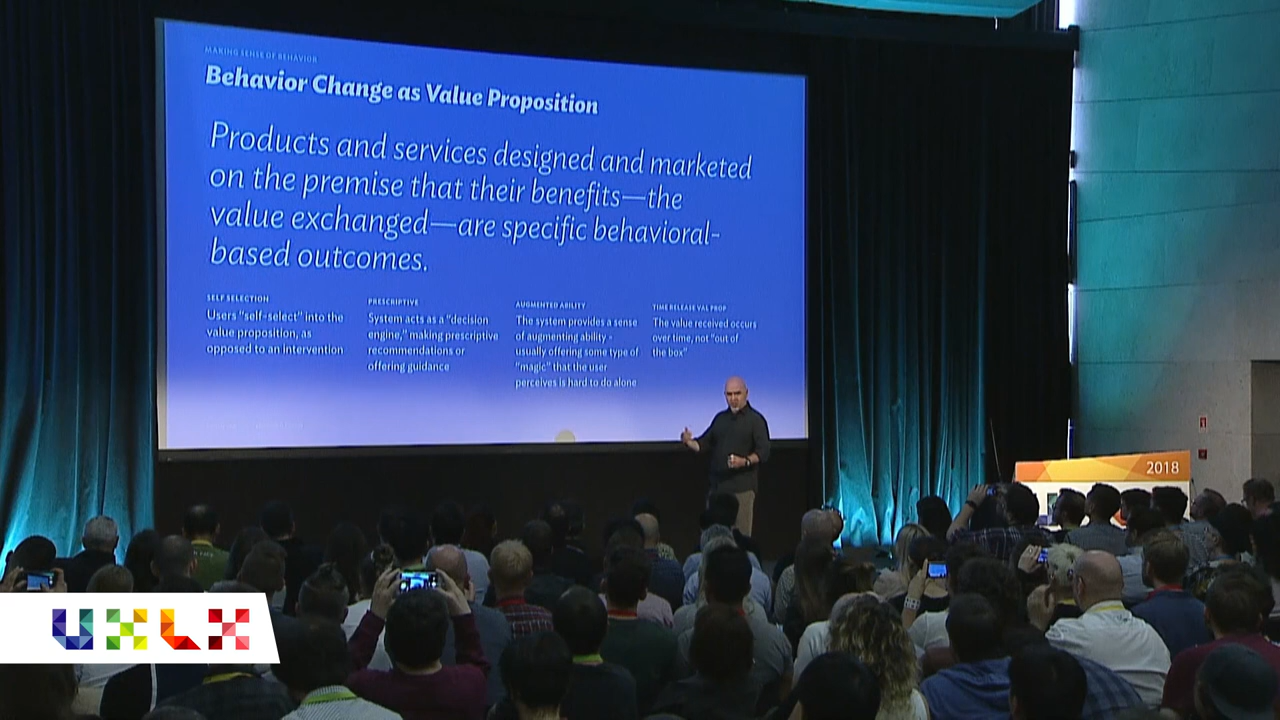 MAKING SENSE OF BEHAVIOR
Behavior Change as Value Proposition
Products and services designed and marketed
on the premise that their benefits—the
value exchanged—are specific behavioral-
based outcomes.
SELF SELECTION
Users "self-select" into the
value proposition, as
opposed to an intervention
PRESCRIPTIVE
System acts as a "decision
engine," making prescriptive
recommendations or
offering guidance
AUGMENTED ABILITY
The system provides a sense
of augmenting ability -
usually offering some type of
"magic" that the user
perceives is hard to do alone
TIME RELEASE VAL PROP
The value received occurs
over time, not "out of
the box"
2018
UXLX